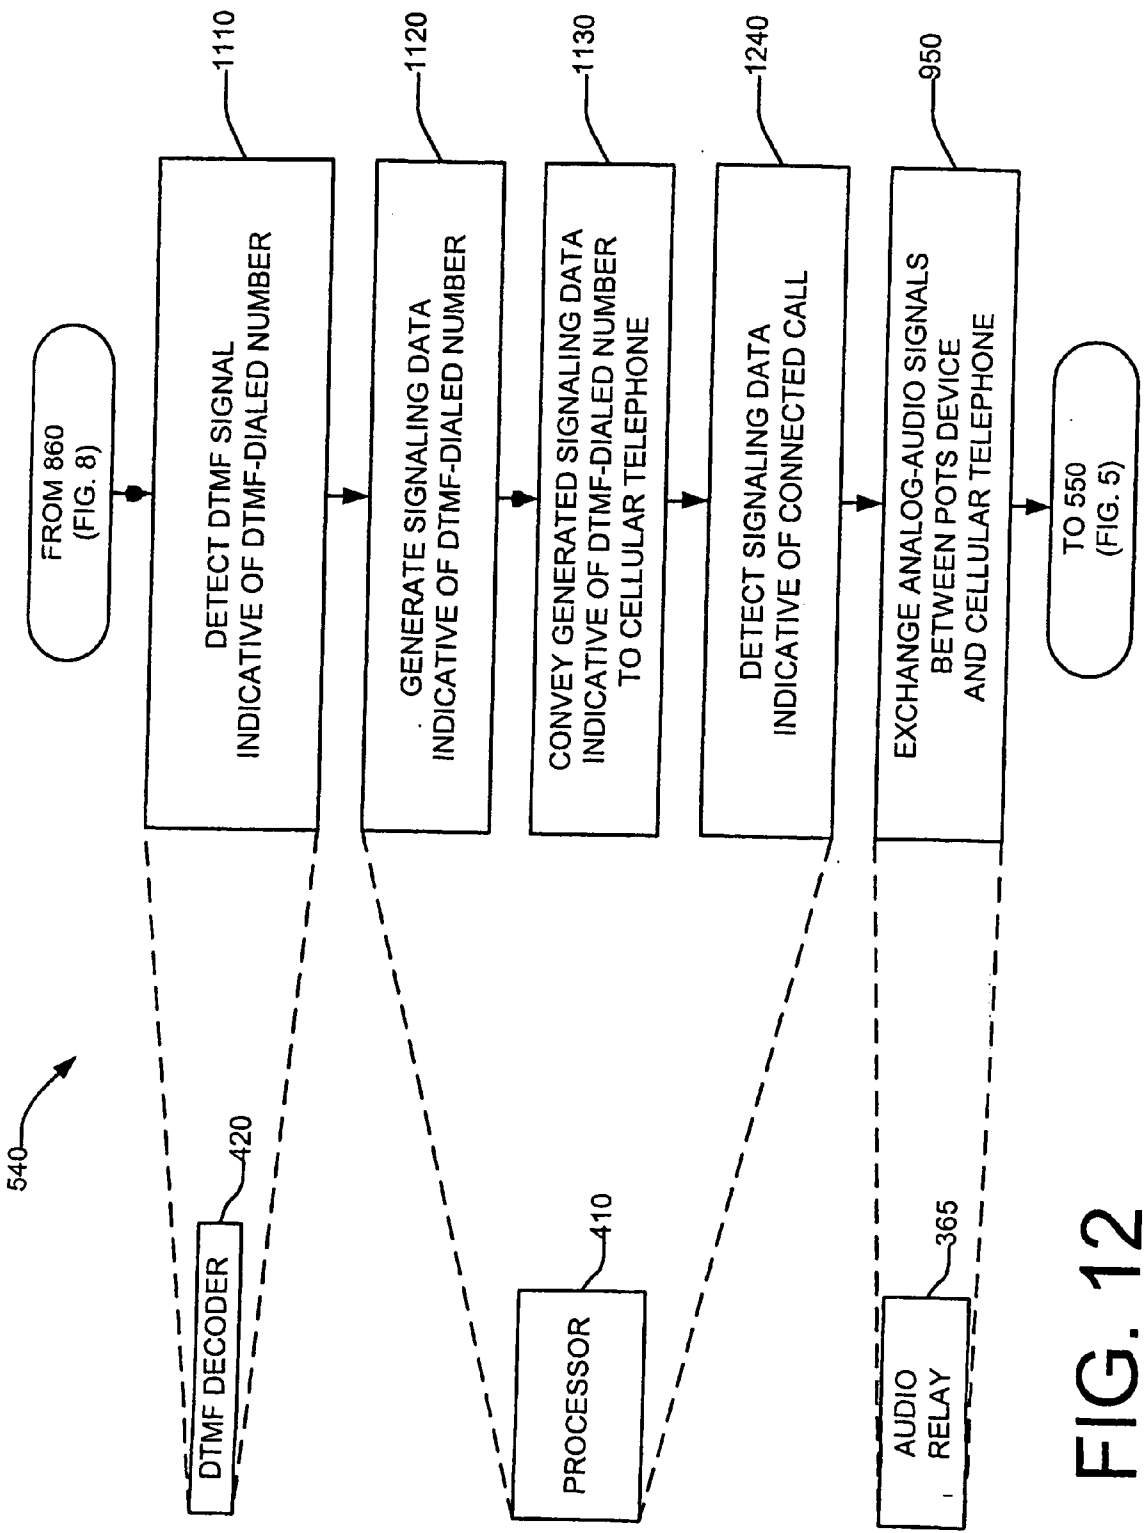 540
FROM 860
(FIG. 8)
DTMF DECODER
420
DETECT DTMF SIGNAL
INDICATIVE OF DTMF-DIALED NUMBER
1110
GENERATE SIGNALING DATA
INDICATIVE OF DTMF-DIALED NUMBER
1120
PROCESSOR
410
CONVEY GENERATED SIGNALING DATA
INDICATIVE OF DTMF-DIALED NUMBER
TO CELLULAR TELEPHONE
1130
DETECT SIGNALING DATA
INDICATIVE OF CONNECTED CALL
1240
AUDIO
RELAY
365
EXCHANGE ANALOG-AUDIO SIGNALS
BETWEEN POTS DEVICE
AND CELLULAR TELEPHONE
950
TO 550
(FIG. 5)
FIG. 12